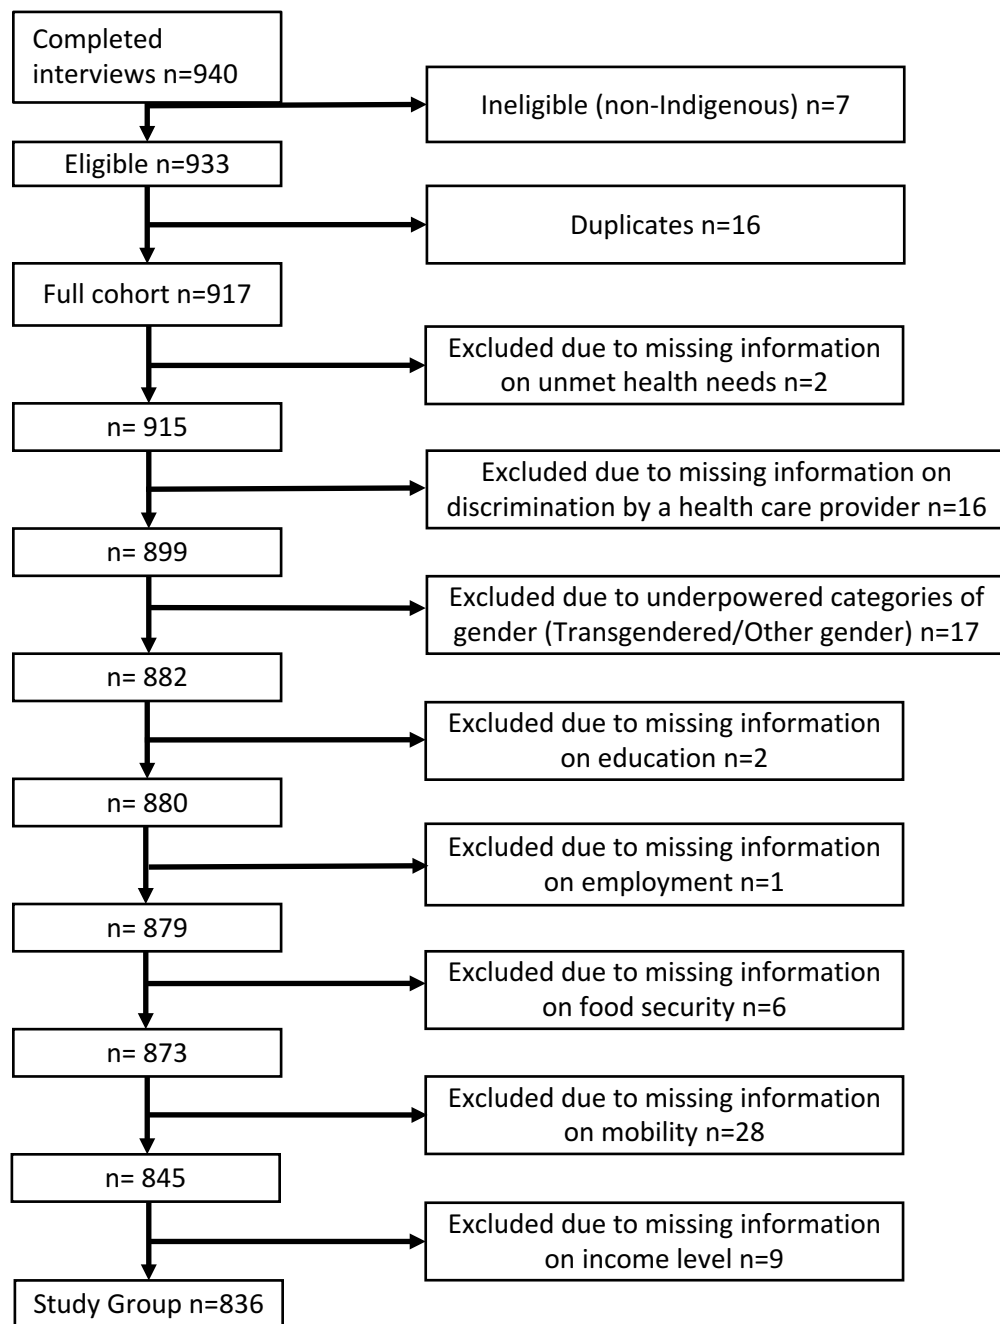 Completed
interviews n=940
Ineligible (non-Indigenous) n=7
Eligible n=933
Duplicates n=16
Full cohort n=917
Excluded due to missing information
on unmet health needs n=2
n= 915
Excluded due to missing information on
discrimination by a health care provider n=16
n= 899
Excluded due to underpowered categories of
gender (Transgendered/Other gender) n=17
n= 882
Excluded due to missing information
on education n=2
n= 880
Excluded due to missing information
on employment n=1
n= 879
Excluded due to missing information
on food security n=6
n= 873
Excluded due to missing information
on mobility n=28
n= 845
Excluded due to missing information
on income level n=9
Study Group n=836